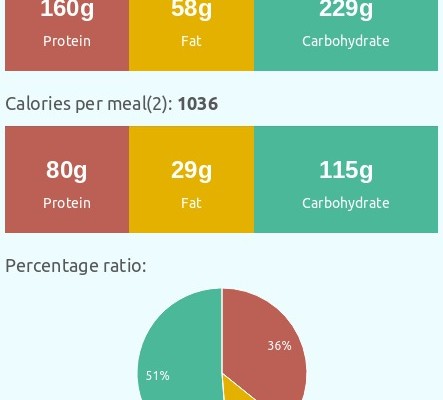 160g 58g 229g
Protein Fat Carbohydrate
Calories per meal(2): 1036
80g 29g 115g
Protein Fat Carbohydrate
Percentage ratio:
36%
51%